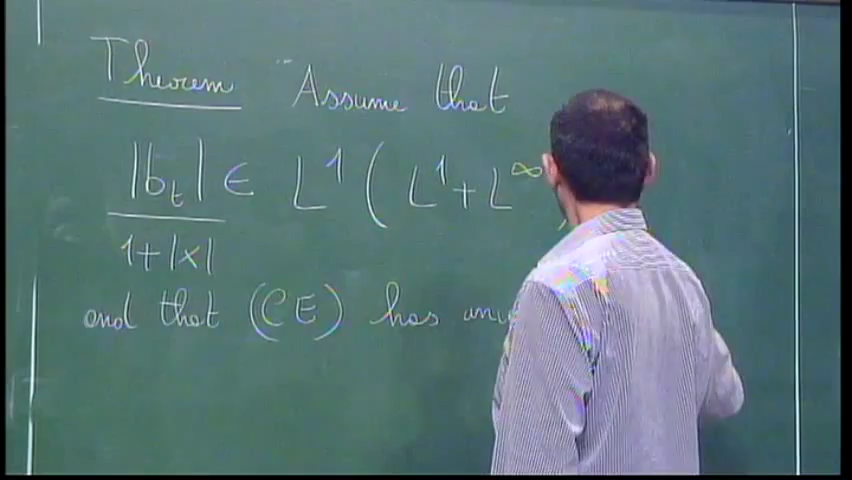 Theorem Assume that
|b_t| ∈ L^1 ( L^1 + L^∞
1+|x|
and that (CE) has